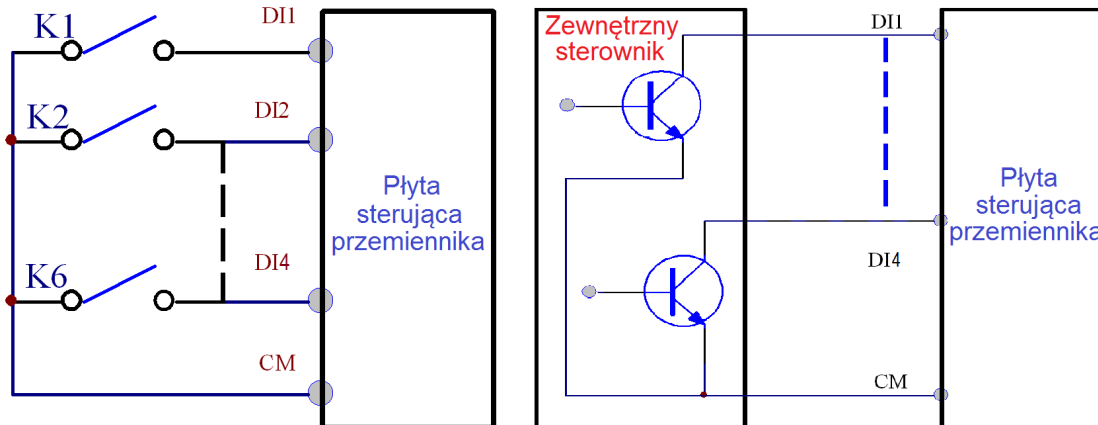 K1
DI1
K2
DI2
Płyta
sterująca
przemiennika
K6
DI4
CM
Zewnętrzny
sterownik
DI1
Płyta
sterująca
przemiennika
DI4
CM